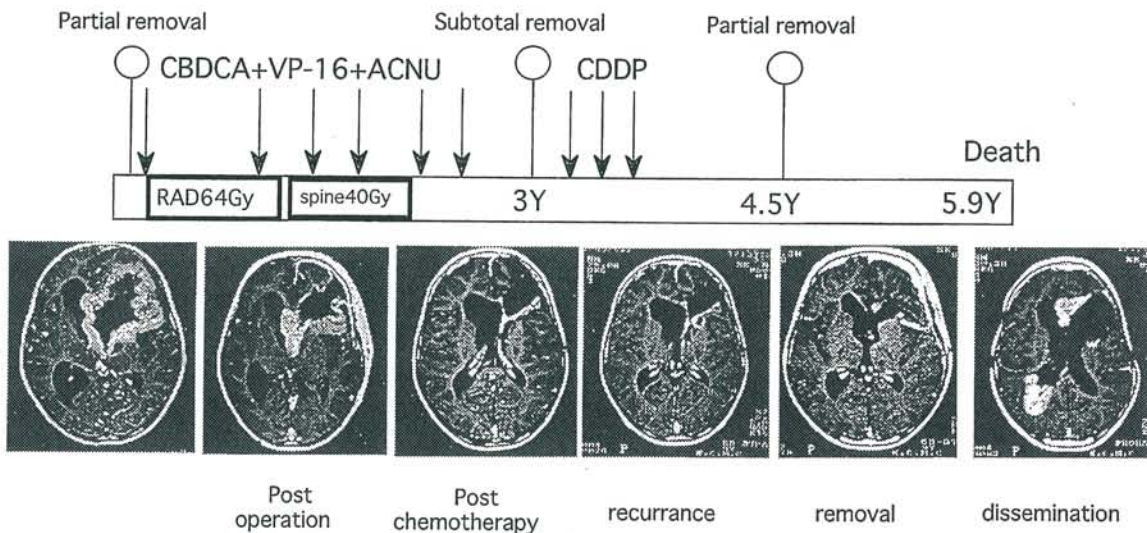 Partial removal
Subtotal removal
Partial removal
CBDCA+VP-16+ACNU
CDDP
Death
RAD64Gy
spine40Gy
3Y
4.5Y
5.9Y
P
P
P
K.C.M.C
Post
operation
Post
chemotherapy
recurrance
removal
dissemination